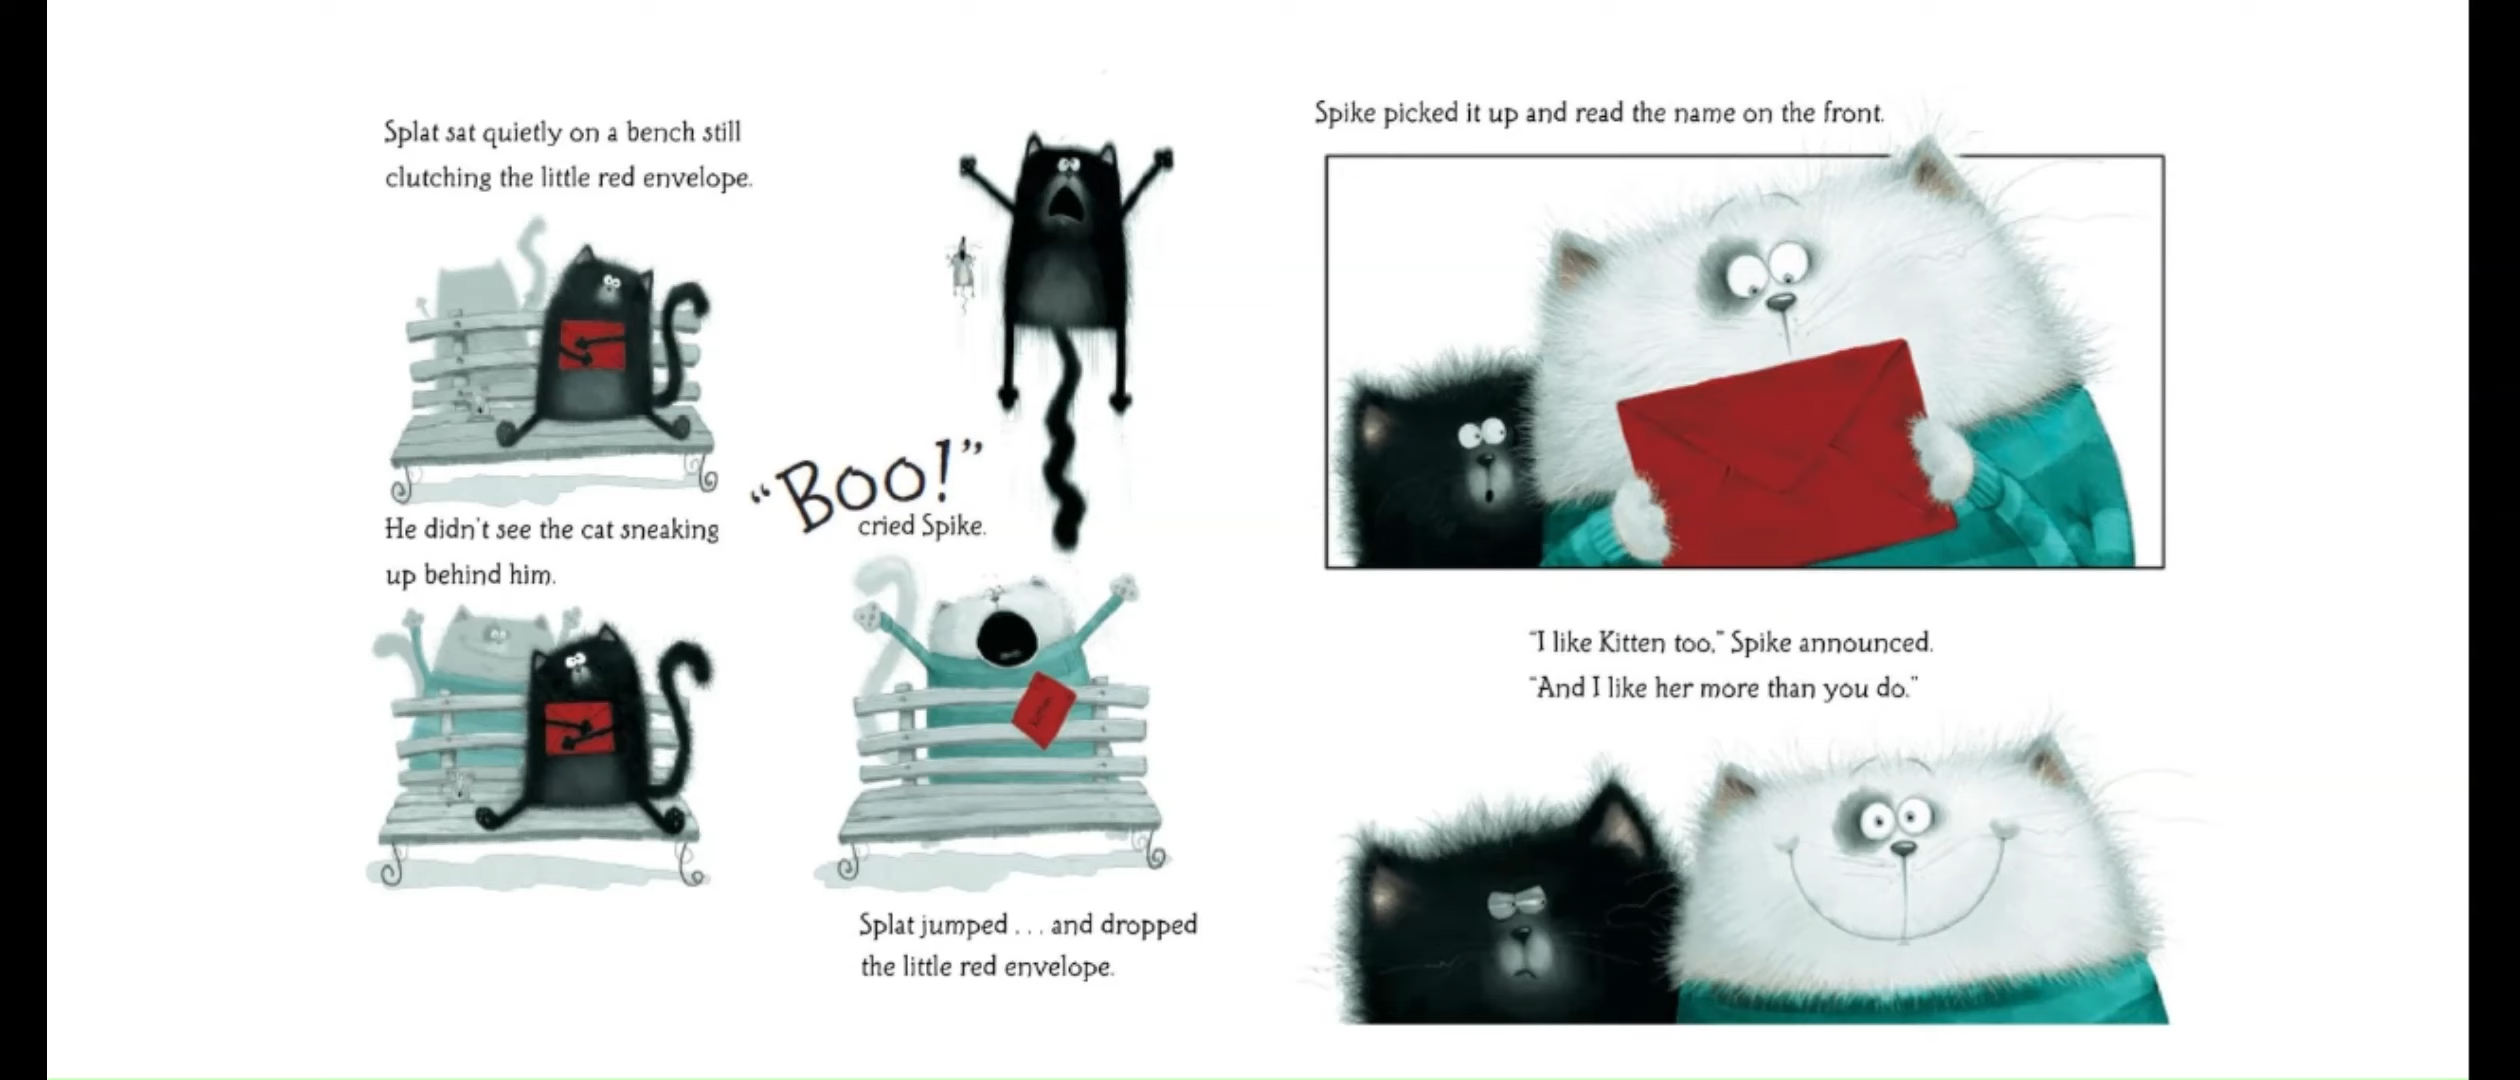 Splat sat quietly on a bench still
clutching the little red envelope.
He didn't see the cat sneaking
up behind him.
"Boo!"
cried Spike.
Kitten
Splat jumped . . . and dropped
the little red envelope.
Spike picked it up and read the name on the front.
"I like Kitten too," Spike announced.
"And I like her more than you do."